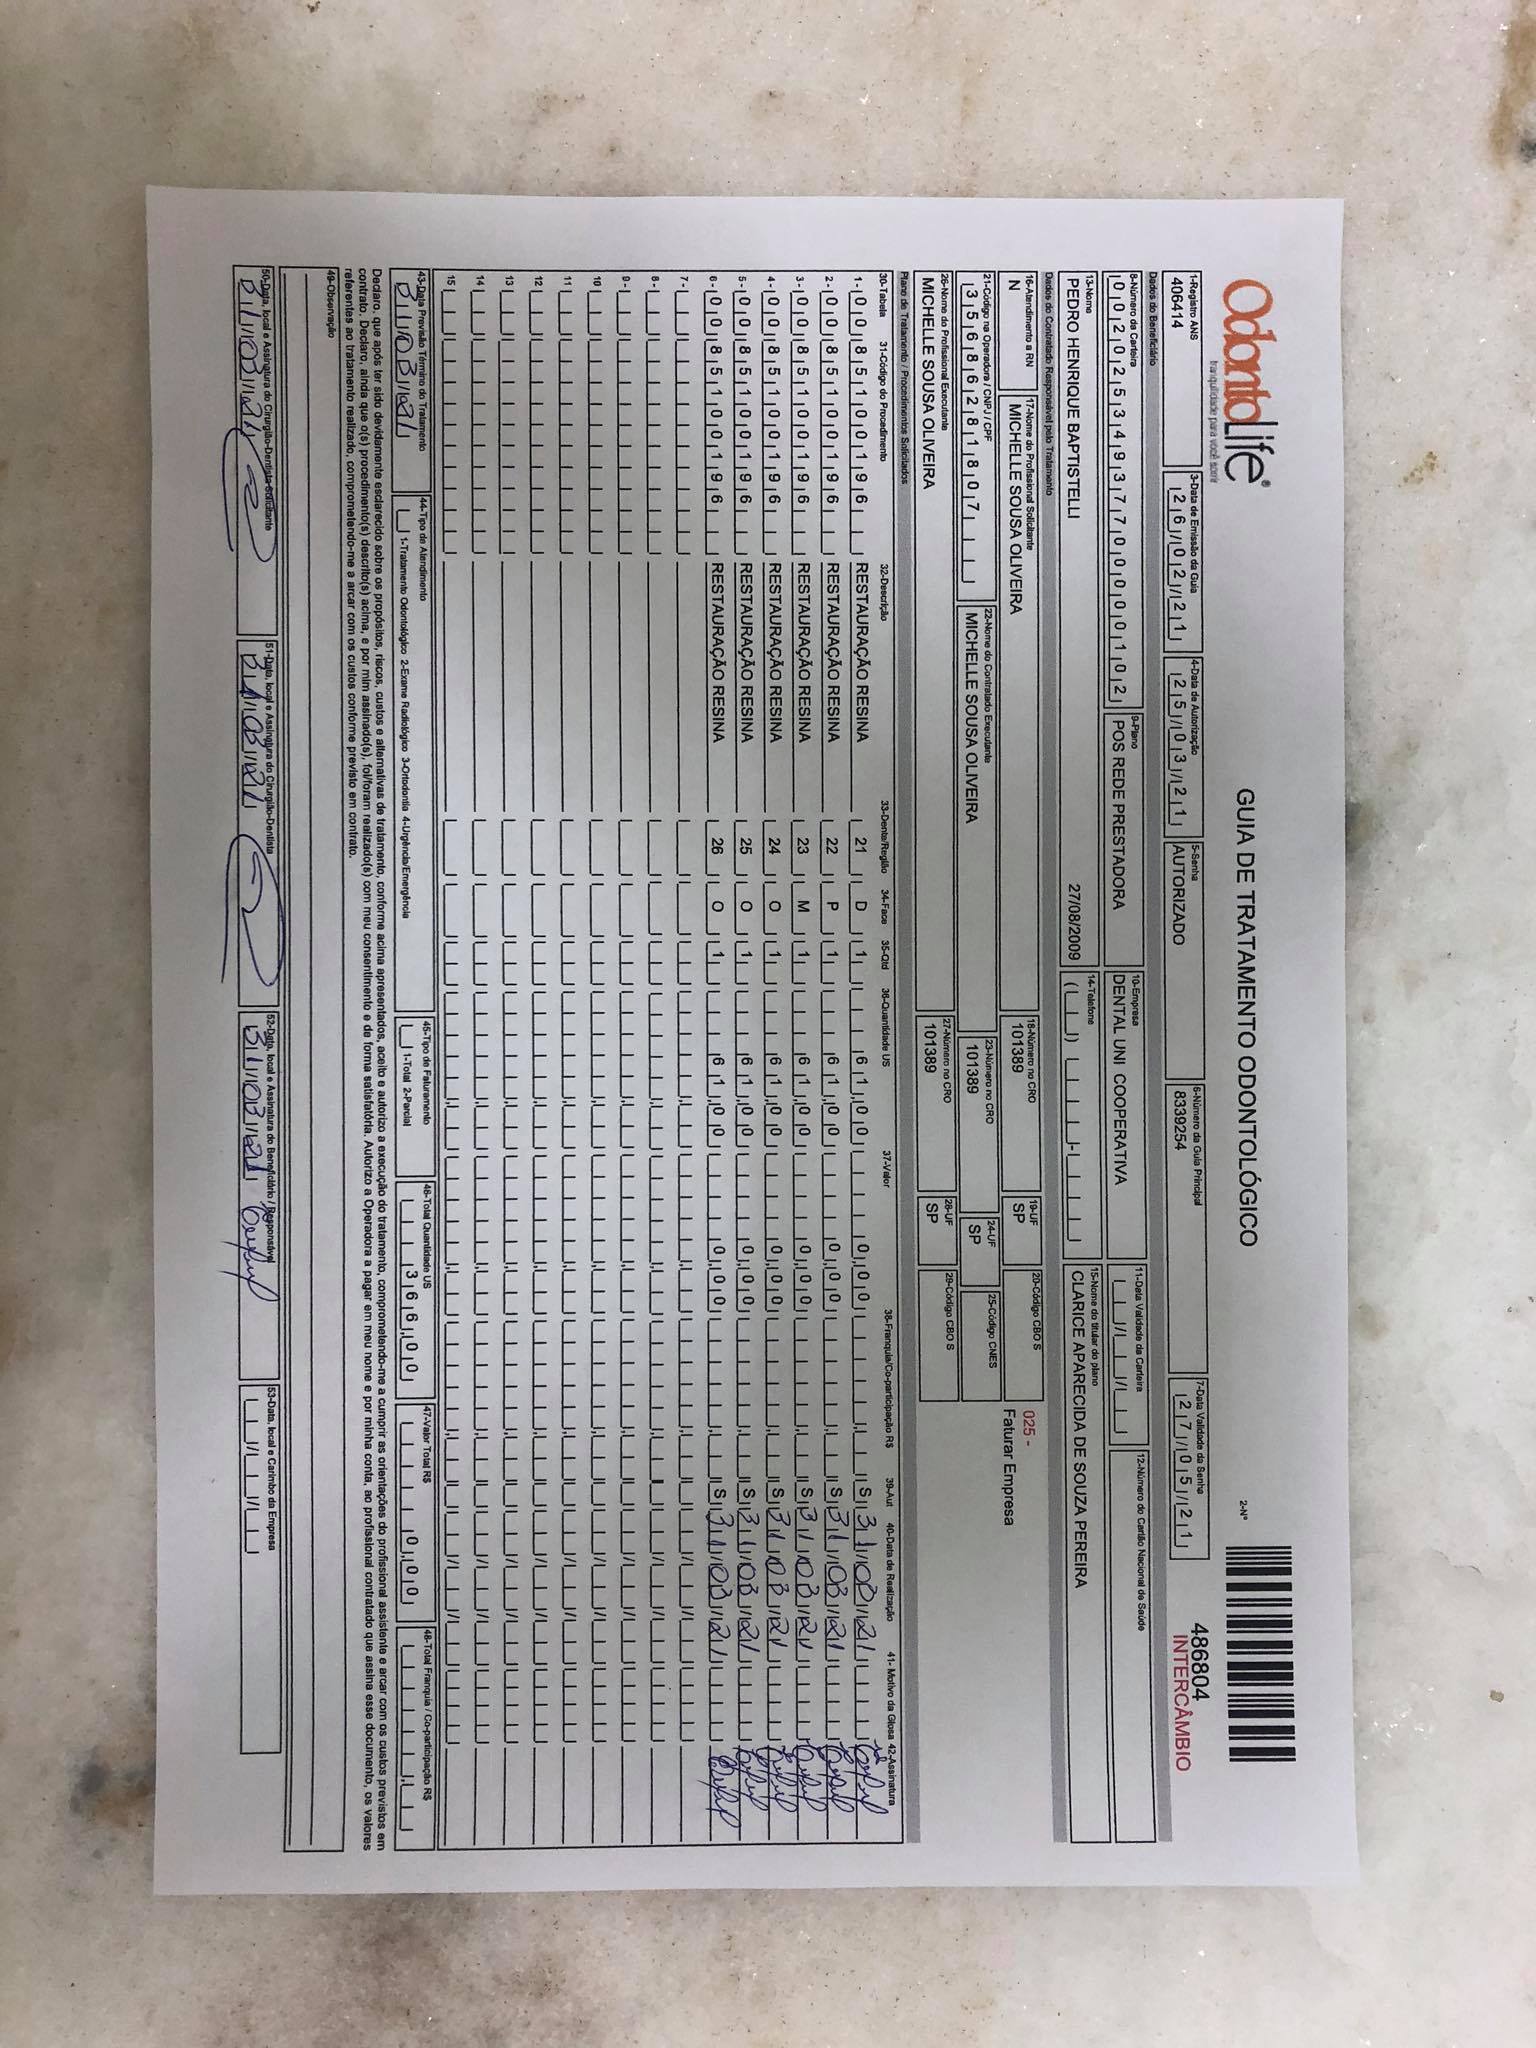 OdontoLife®
tranquilidade para você sorrir
GUIA DE TRATAMENTO ODONTOLÓGICO
2-Nº
486804
INTERCÂMBIO
1-Registro ANS
406414
3-Data de Emissão da Guia
26/02/21
4-Data de Autorização
25/03/21
5-Senha
AUTORIZADO
6-Número da Guia Principal
8339254
7-Data Validade da Senha
27/05/21
Dados do Beneficiário
8-Número da Carteira
00202534937700000102
9-Plano
POS REDE PRESTADORA
10-Empresa
DENTAL UNI COOPERATIVA
11-Data Validade da Carteira
12-Número do Cartão Nacional de Saúde
13-Nome
PEDRO HENRIQUE BAPTISTELLI 27/08/2009
14-Telefone
15-Nome do titular do plano
CLARICE APARECIDA DE SOUZA PEREIRA
Dados do Contratado Responsável pelo Tratamento
16-Atendimento a RN
N
17-Nome do Profissional Solicitante
MICHELLE SOUSA OLIVEIRA
18-Número no CRO
101389
19-UF
SP
20-Código CBO S
025 -
Faturar Empresa
21-Código na Operadora / CNPJ / CPF
35686281807
22-Nome do Contratado Executante
MICHELLE SOUSA OLIVEIRA
23-Número no CRO
101389
24-UF
SP
25-Código CNES
26-Nome do Profissional Executante
MICHELLE SOUSA OLIVEIRA
27-Número no CRO
101389
28-UF
SP
29-Código CBO S
Plano de Tratamento / Procedimentos Solicitados
30-Tabela 31-Código do Procedimento 32-Descrição 33-Dente/Região 34-Face 35-Qtd 36-Quantidade US 37-Valor 38-Franquia/Co-participação R$ 39-Aut 40-Data de Realização 41- Motivo da Glosa 42-Assinatura
1- 00 85100196 RESTAURAÇÃO RESINA 21 D 1 61,00 0,00 S 31/03/21
2- 00 85100196 RESTAURAÇÃO RESINA 22 P 1 61,00 0,00 S 31/03/21
3- 00 85100196 RESTAURAÇÃO RESINA 23 M 1 61,00 0,00 S 31/03/21
4- 00 85100196 RESTAURAÇÃO RESINA 24 O 1 61,00 0,00 S 31/03/21
5- 00 85100196 RESTAURAÇÃO RESINA 25 O 1 61,00 0,00 S 31/03/21
6- 00 85100196 RESTAURAÇÃO RESINA 26 O 1 61,00 0,00 S 31/03/21
7-
8-
9-
10
11
12
13
14
15
43-Data Previsão Término do Tratamento
31/03/21
44-Tipo de Atendimento
1-Tratamento Odontológico 2-Exame Radiológico 3-Ortodontia 4-Urgência/Emergência
45-Tipo de Faturamento
1-Total 2-Parcial
46-Total Quantidade US
366,00
47-Valor Total R$
0,00
48-Total Franquia / Co-participação R$
Declaro, que após ter sido devidamente esclarecido sobre os propósitos, riscos, custos e alternativas de tratamento, conforme acima apresentados, aceito e autorizo a execução do tratamento, comprometendo-me a cumprir as orientações do profissional assistente e arcar com os custos previstos em
contrato. Declaro, ainda que o(s) procedimento(s) descrito(s) acima, e por mim assinado(s), foi/foram realizado(s) com meu consentimento e de forma satisfatória. Autorizo a Operadora a pagar em meu nome e por minha conta, ao profissional contratado que assina esse documento, os valores
referentes ao tratamento realizado, comprometendo-me a arcar com os custos conforme previsto em contrato.
49-Observação
50-Data, local e Assinatura do Cirurgião-Dentista Solicitante
31/03/21
51-Data, local e Assinatura do Cirurgião-Dentista
31/03/21
52-Data, local e Assinatura do Beneficiário / Responsável
31/03/21
53-Data, local e Carimbo da Empresa